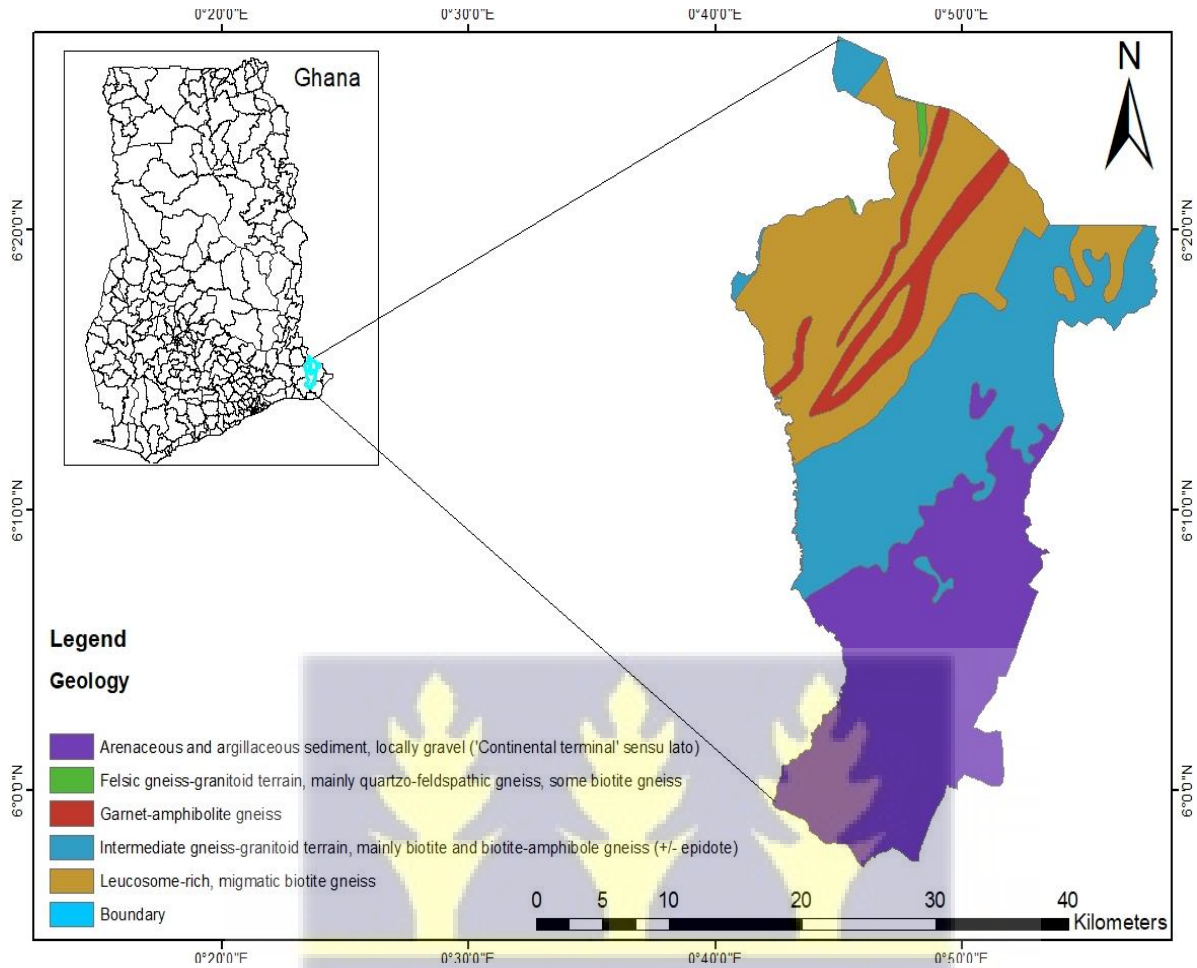 0°20'0"E 0°30'0"E 0°40'0"E 0°50'0"E
Ghana
N
6°20'0"N 6°20'0"N
6°10'0"N 6°10'0"N
6°0'0"N 6°0'0"N
Legend
Geology
Arenaceous and argillaceous sediment, locally gravel ('Continental terminal' sensu lato)
Felsic gneiss-granitoid terrain, mainly quartzo-feldspathic gneiss, some biotite gneiss
Garnet-amphibolite gneiss
Intermediate gneiss-granitoid terrain, mainly biotite and biotite-amphibole gneiss (+/- epidote)
Leucosome-rich, migmatic biotite gneiss
Boundary
0 5 10 20 30 40
Kilometers
0°20'0"E 0°30'0"E 0°40'0"E 0°50'0"E